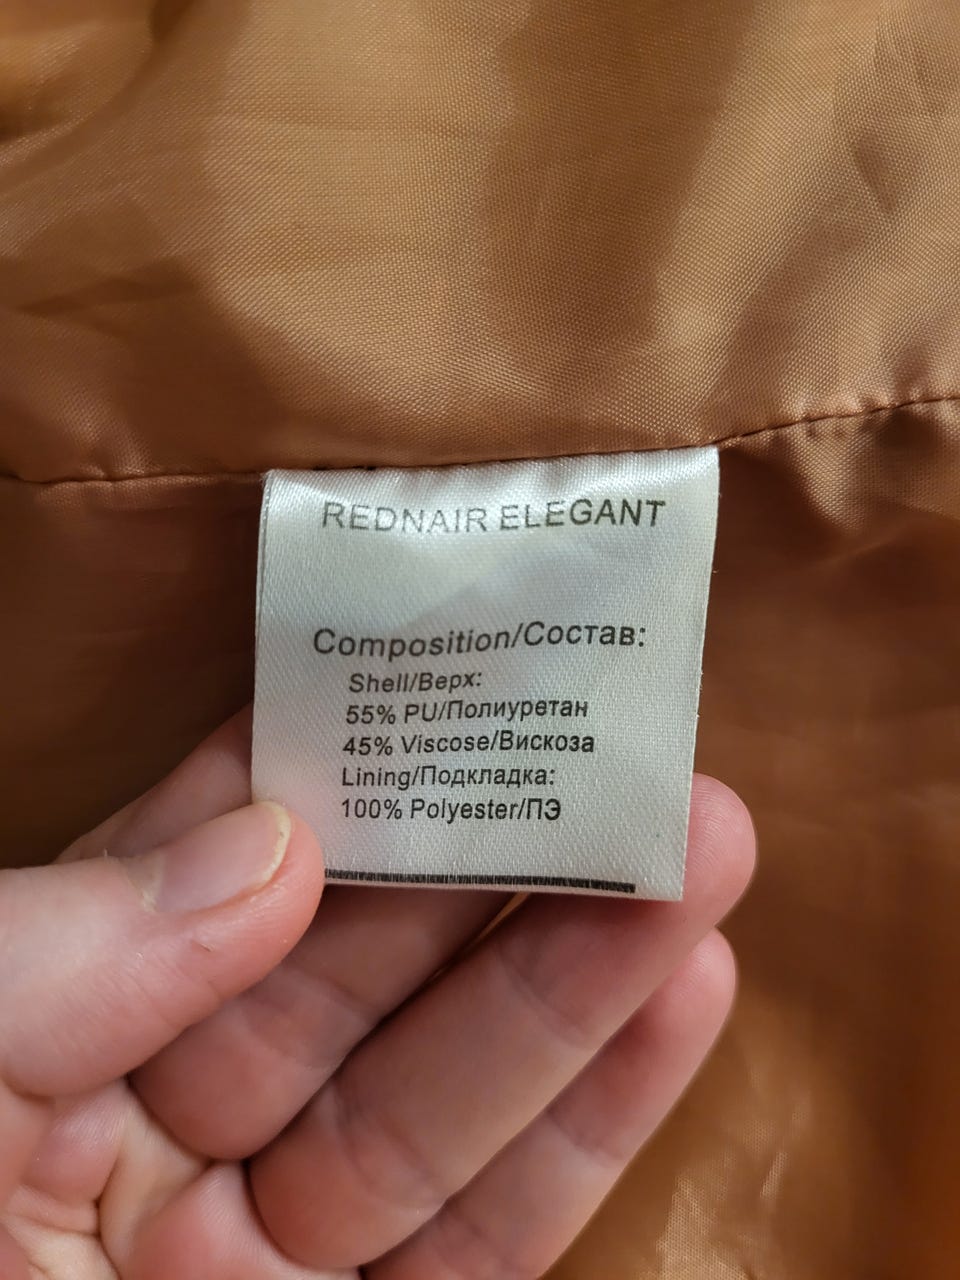 REDNAIR ELEGANT
Composition/Состав:
Shell/Верх:
55% PU/Полиуретан
45% Viscose/Вискоза
Lining/Подкладка:
100% Polyester/ПЭ